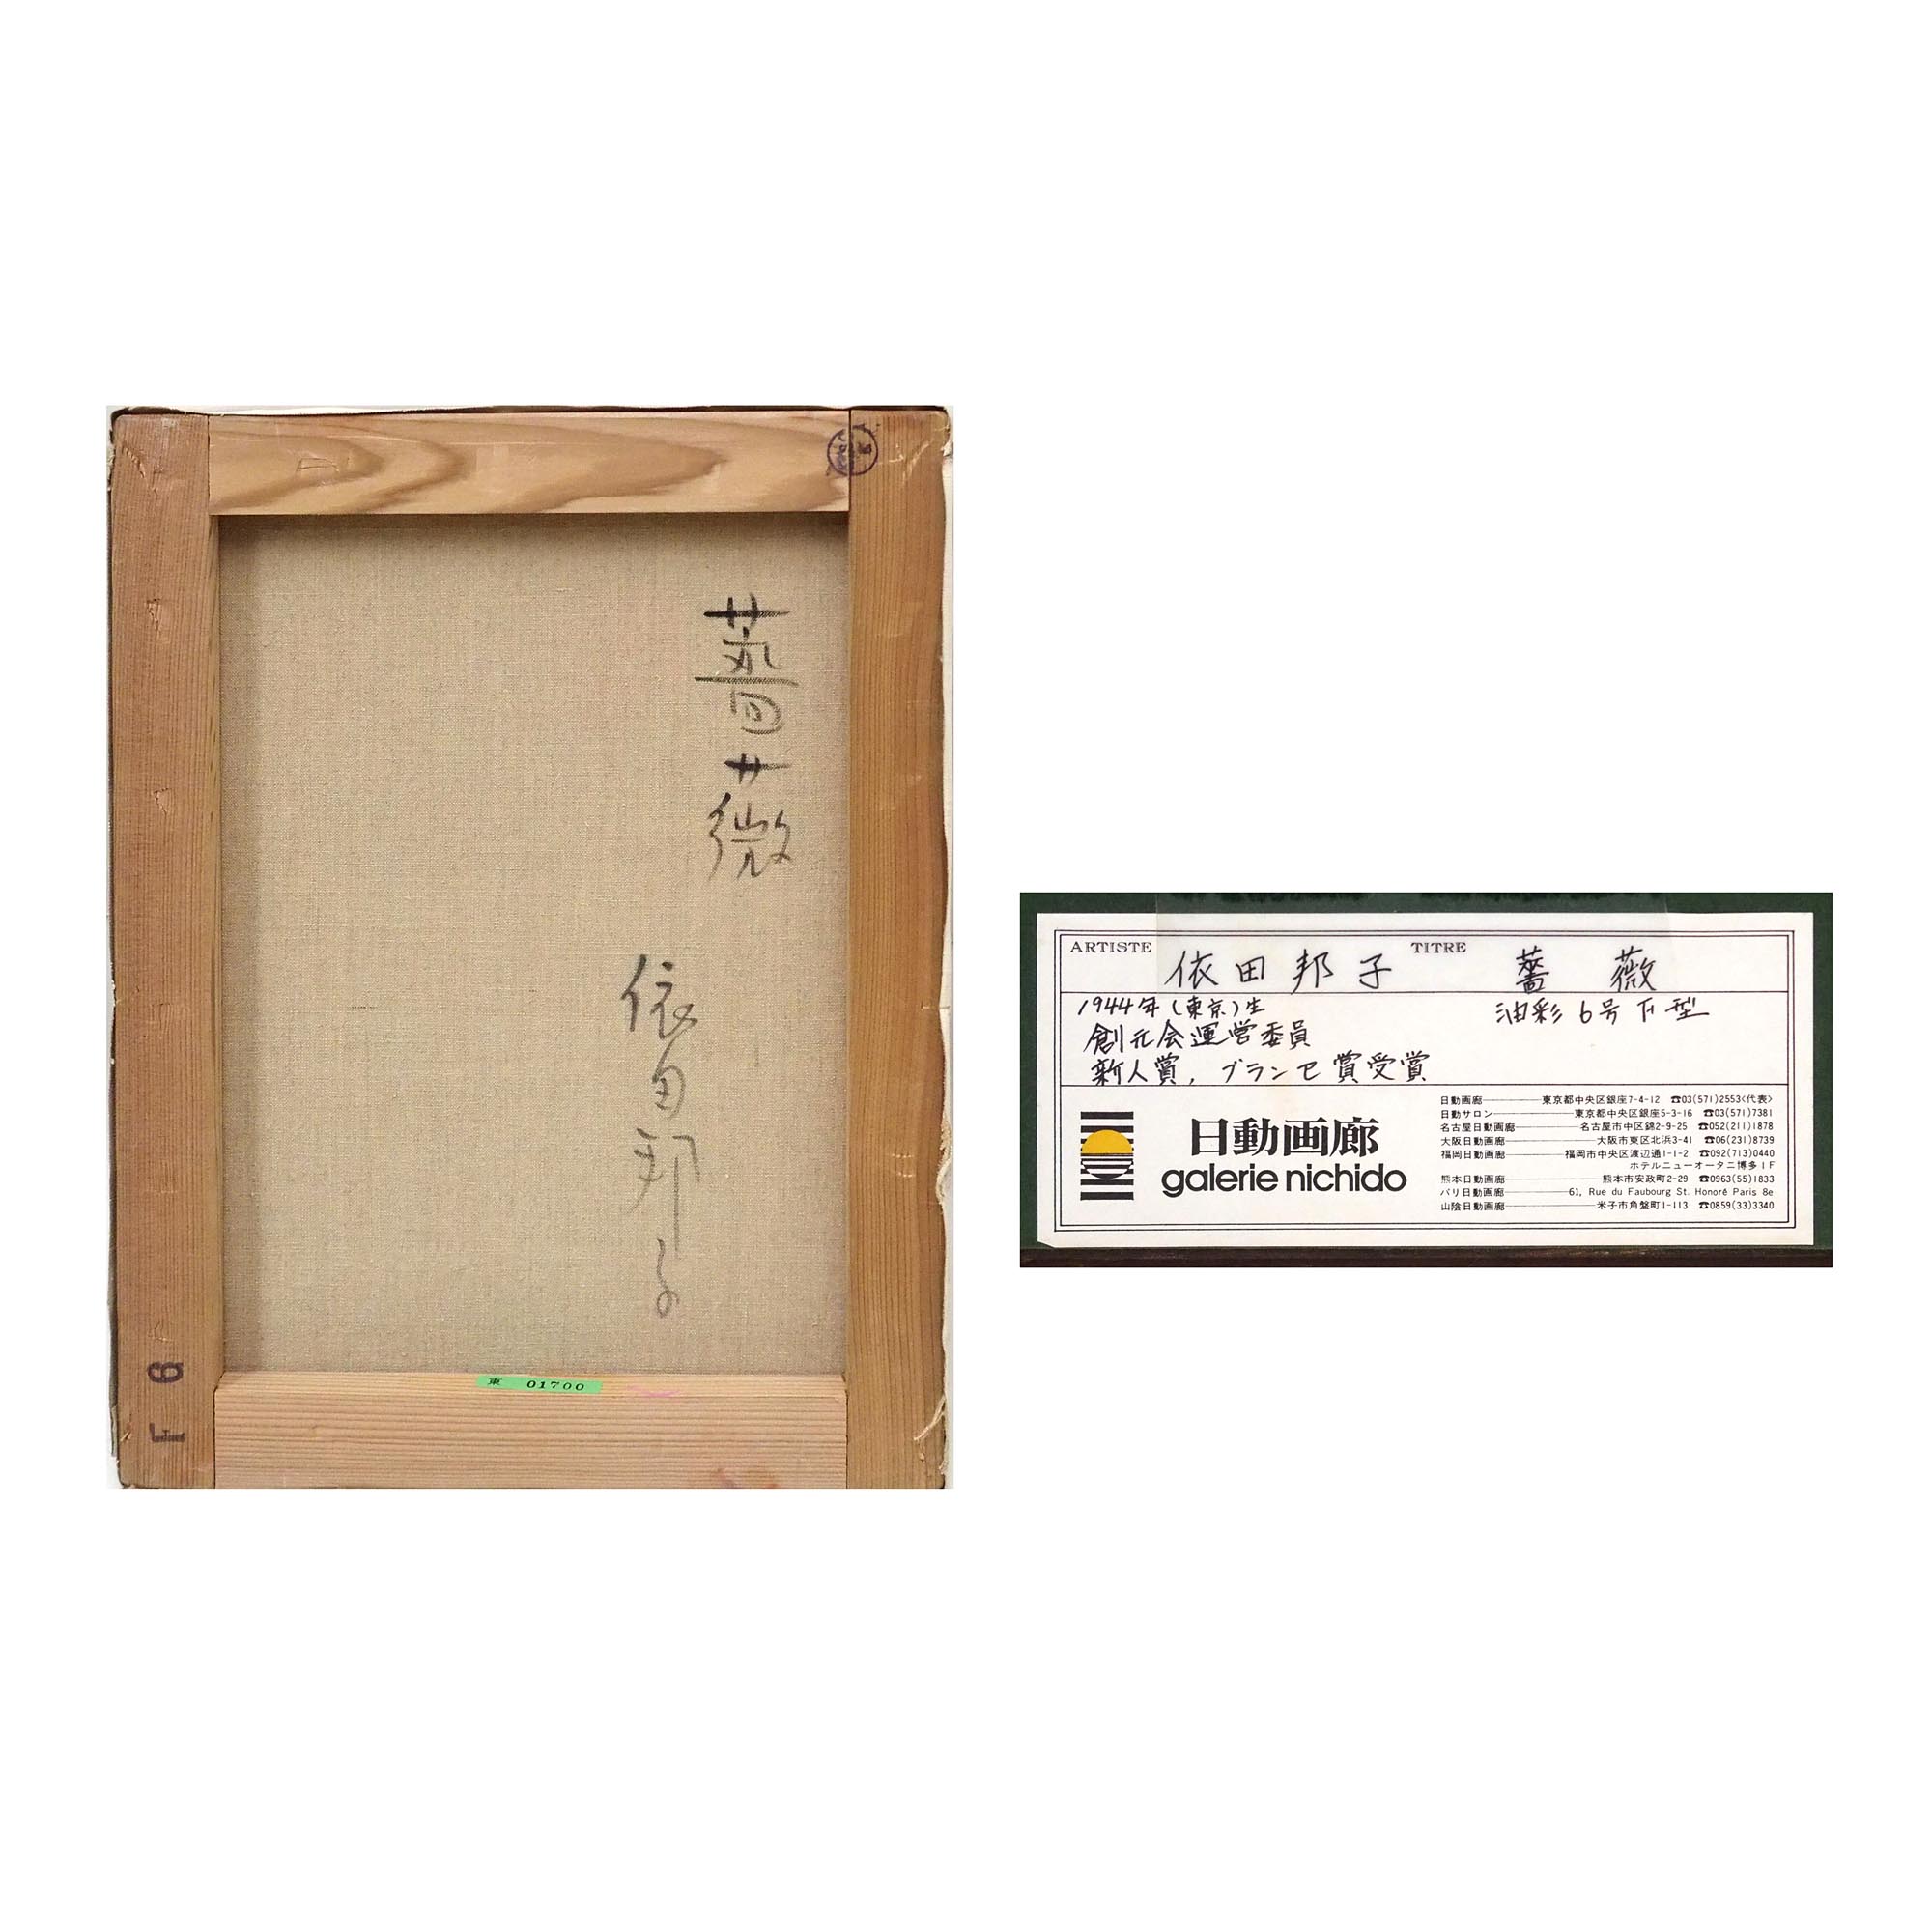 薔薇
依田邦子
F 6
東 01700
ARTISTE 依田邦子 TITRE 薔薇
1944年(東京)生
創元会運営委員
新人賞, ブランセ賞受賞
油彩 6号 F型
日動画廊
galerie nichido
日動画廊 東京都中央区銀座7-4-12 ☎03(571)2553<代表>
日動サロン 東京都中央区銀座5-3-16 ☎03(571)7381
名古屋日動画廊 名古屋市中区錦2-9-25 ☎052(211)1878
大阪日動画廊 大阪市東区北浜3-41 ☎06(231)8739
福岡日動画廊 福岡市中央区渡辺通1-1-2 ☎092(713)0440
ホテルニューオータニ博多1F
熊本日動画廊 熊本市安政町2-29 ☎0963(55)1833
パリ日動画廊 61, Rue du Faubourg St. Honoré Paris 8e
山陰日動画廊 米子市角盤町1-113 ☎0859(33)3340